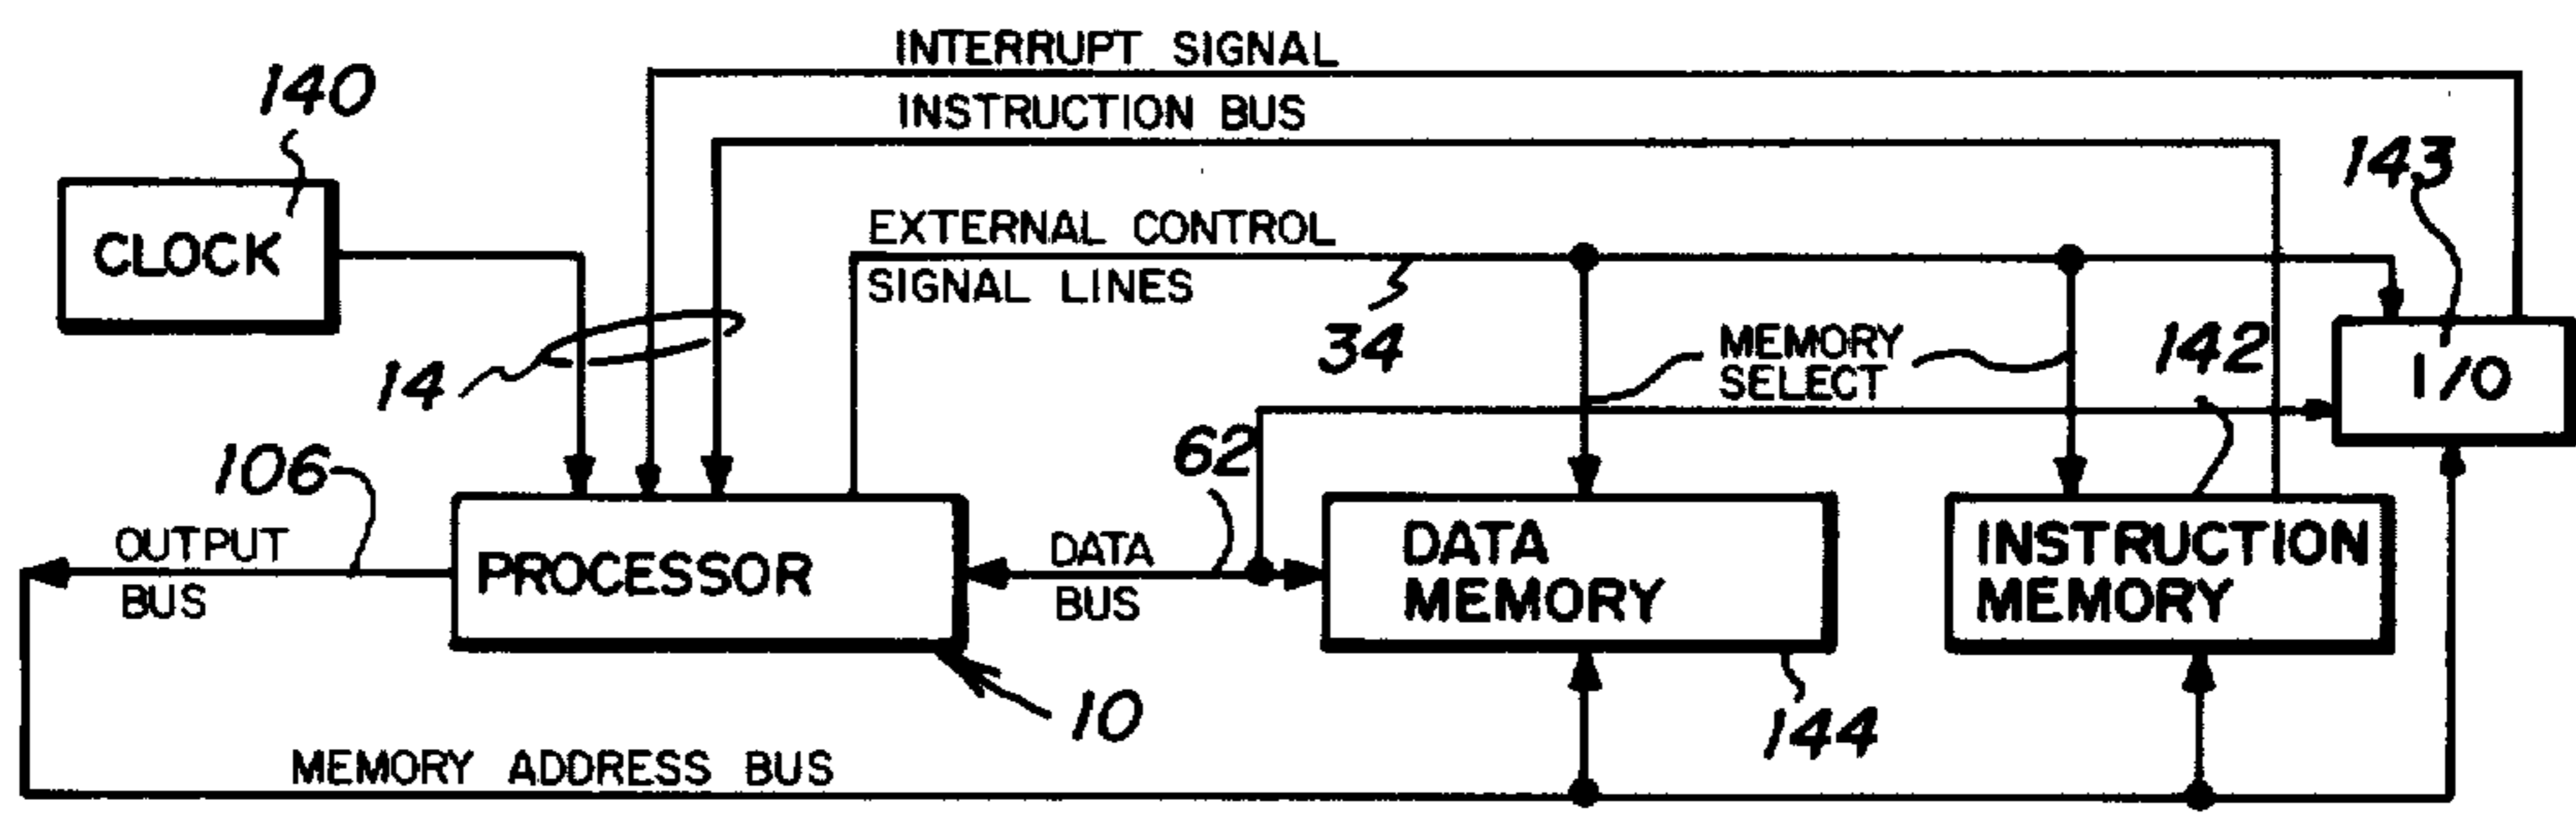 INTERRUPT SIGNAL
140
INSTRUCTION BUS
143
CLOCK
EXTERNAL CONTROL
SIGNAL LINES
34
MEMORY
SELECT
142
I/O
14
106
62
OUTPUT
BUS
PROCESSOR
DATA
BUS
DATA
MEMORY
INSTRUCTION
MEMORY
10
144
MEMORY ADDRESS BUS